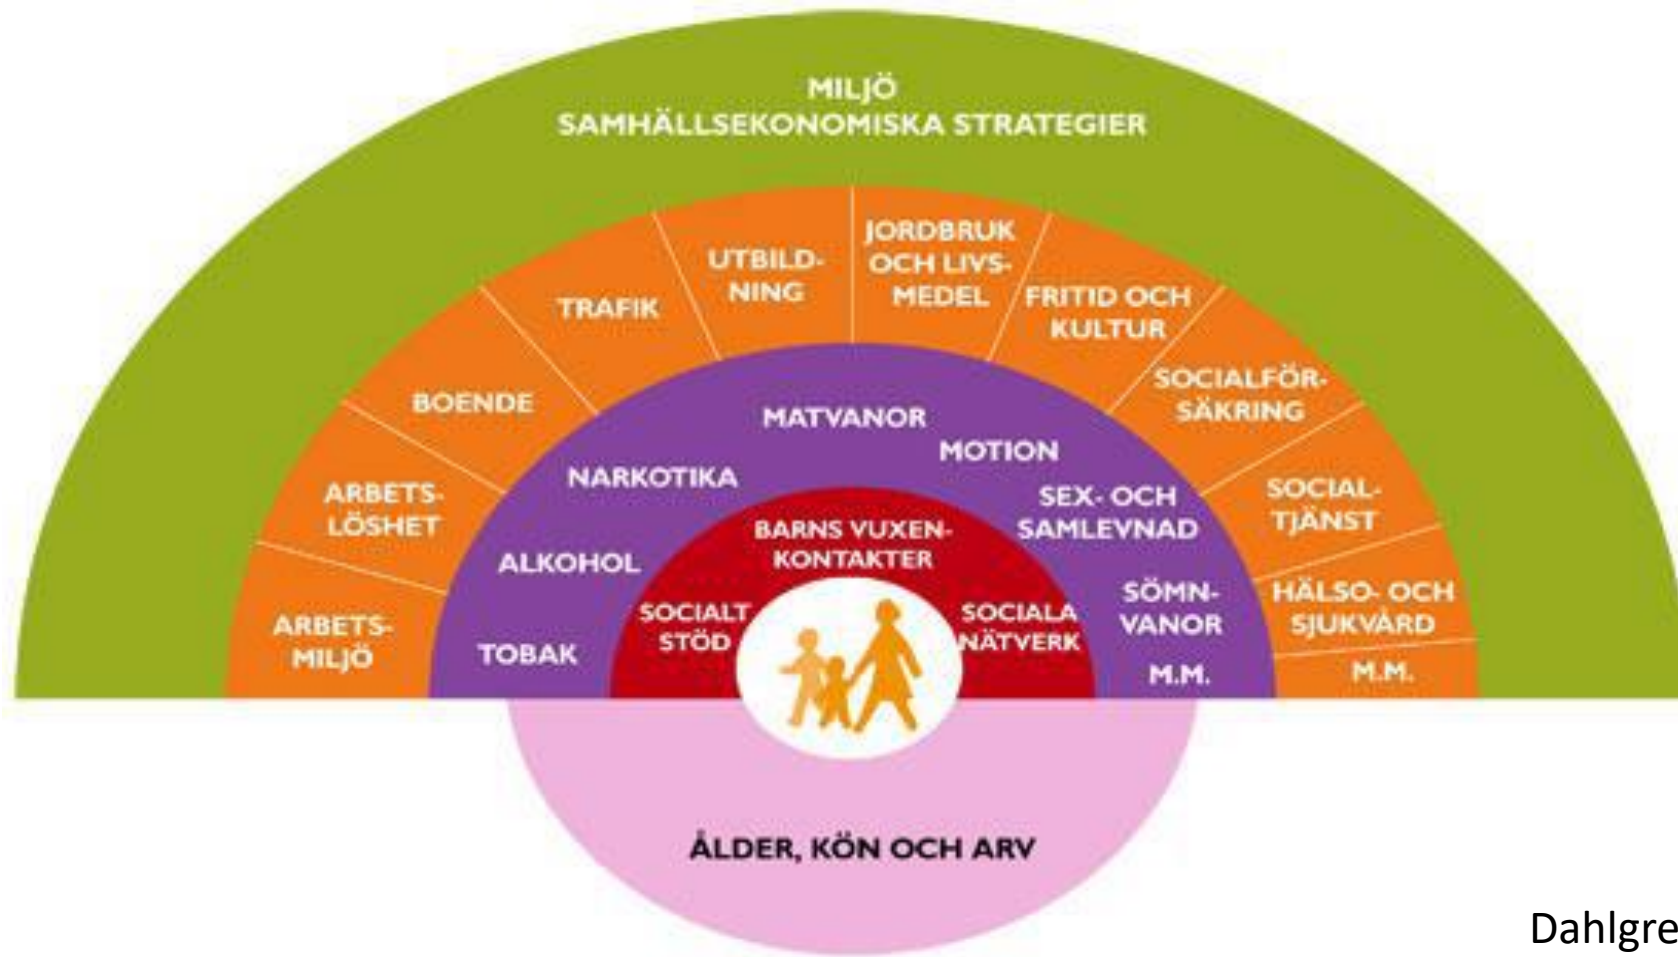 MILJÖ
SAMHÄLLSEKONOMISKA STRATEGIER
ARBETS-
MILJÖ
ARBETS-
LÖSHET
BOENDE
TRAFIK
UTBILD-
NING
JORDBRUK
OCH LIVS-
MEDEL
FRITID OCH
KULTUR
SOCIALFÖR-
SÄKRING
SOCIAL-
TJÄNST
HÄLSO- OCH
SJUKVÅRD
M.M.
TOBAK
ALKOHOL
NARKOTIKA
MATVANOR
MOTION
SEX- OCH
SAMLEVNAD
SÖMN-
VANOR
M.M.
SOCIALT
STÖD
BARNS VUXEN-
KONTAKTER
SOCIALA
NÄTVERK
ÅLDER, KÖN OCH ARV
Dahlgre